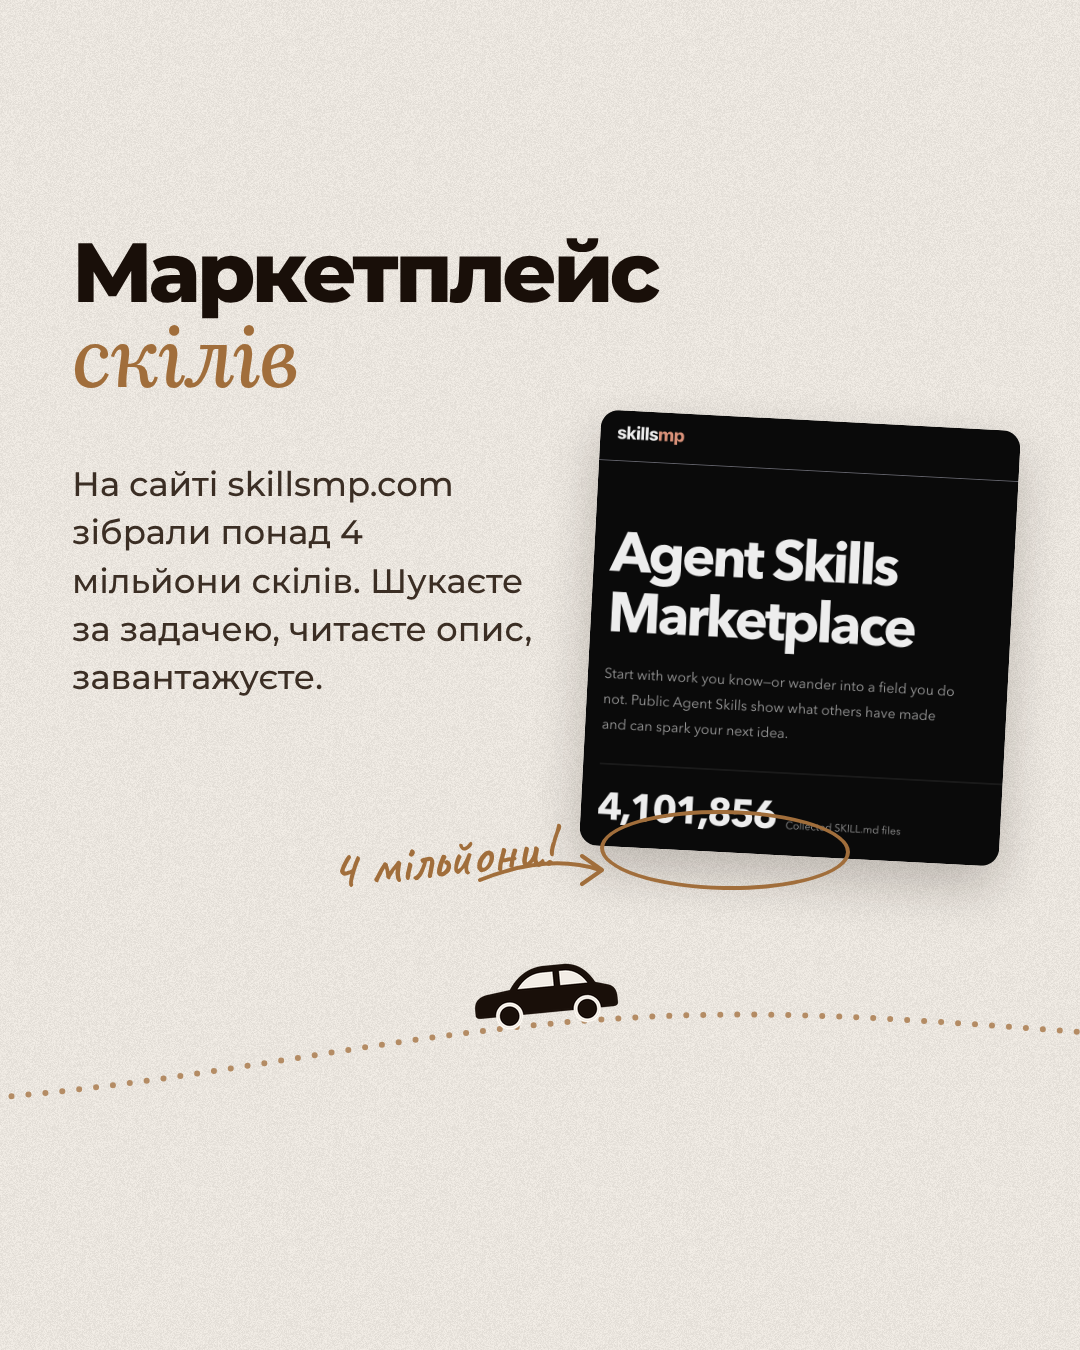 Маркетплейс
скілів
На сайті skillsmp.com
зібрали понад 4
мільйони скілів. Шукаєте
за задачею, читаєте опис,
завантажуєте.
skillsmp
Agent Skills
Marketplace
Start with work you know—or wander into a field you do
not. Public Agent Skills show what others have made
and can spark your next idea.
4,101,856 Collected SKILL.md files
4 мільйони!